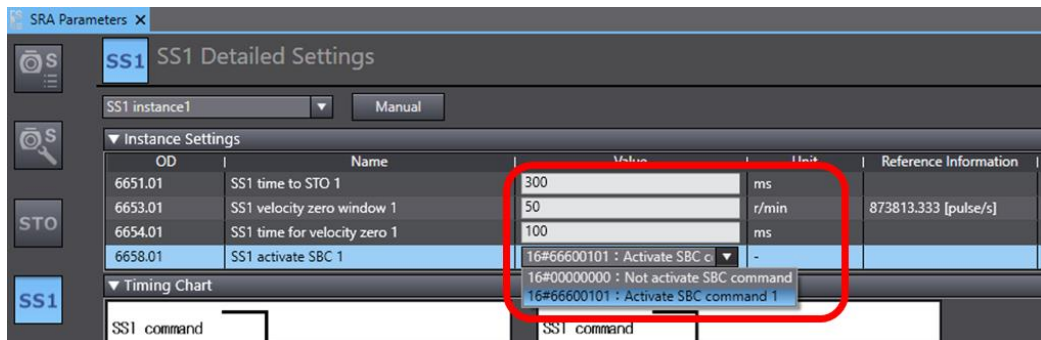 SRA Parameters X
S
SS1 SS1 Detailed Settings
SS1 instance1 Manual
S
▼ Instance Settings
OD Name Value Unit Reference Information
6651.01 SS1 time to STO 1 300 ms
6653.01 SS1 velocity zero window 1 50 r/min 873813.333 [pulse/s]
6654.01 SS1 time for velocity zero 1 100 ms
6658.01 SS1 activate SBC 1 16#66600101 : Activate SBC c -
16#00000000 : Not activate SBC command
16#66600101 : Activate SBC command 1
STO
▼ Timing Chart
SS1
SS1 command SS1 command